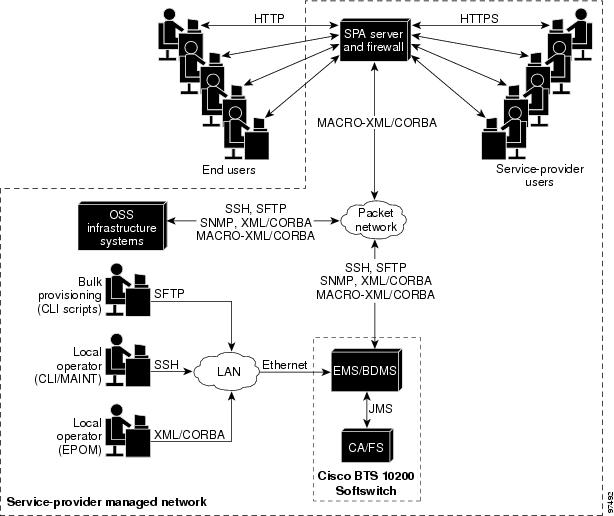 HTTP
SPA server
and firewall
HTTPS
MACRO-XML/CORBA
End users
Service-provider
users
OSS
infrastructure
systems
SSH, SFTP
SNMP, XML/CORBA
MACRO-XML/CORBA
Packet
network
SSH, SFTP
SNMP, XML/CORBA
MACRO-XML/CORBA
Bulk
provisioning
(CLI scripts)
SFTP
Local
operator
(CLI/MAINT)
SSH
LAN
Ethernet
EMS/BDMS
JMS
Local
operator
(EPOM)
XML/CORBA
CA/FS
Cisco BTS 10200
Softswitch
Service-provider managed network